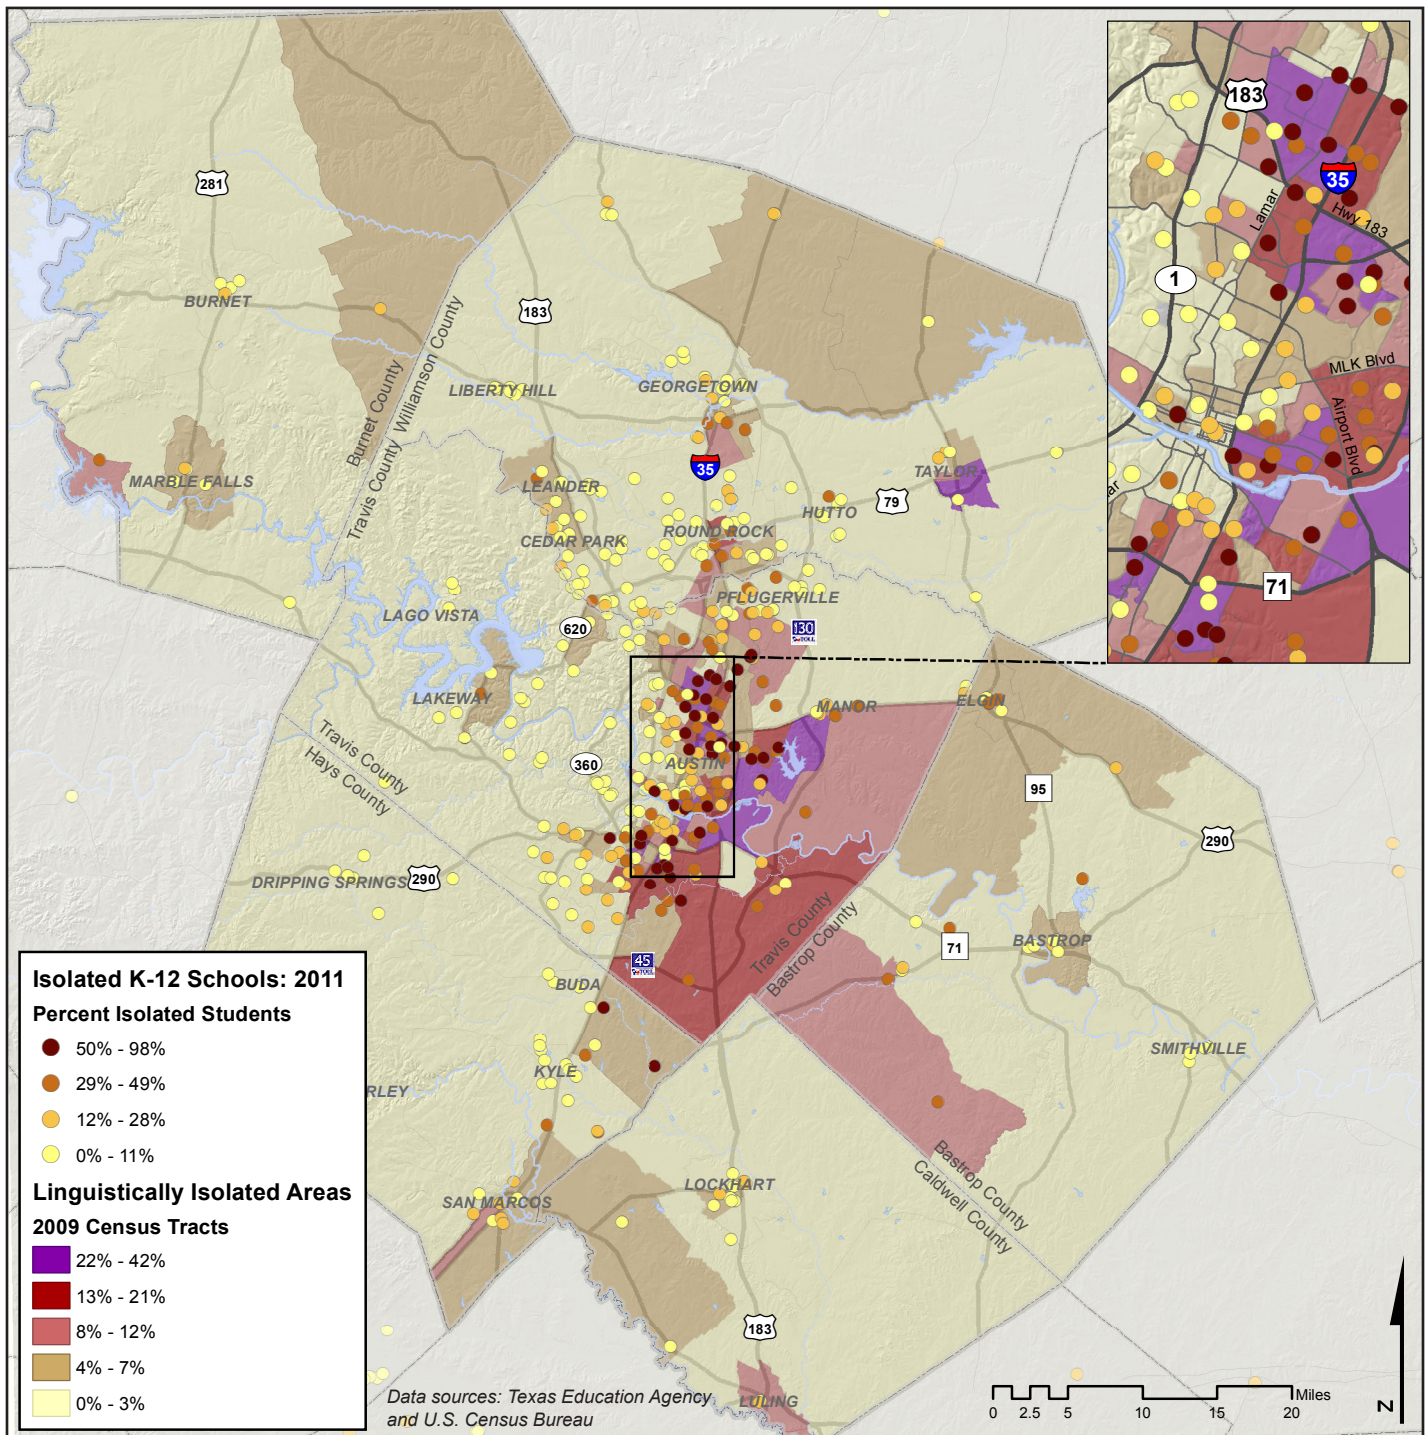 281
BURNET
183
Burnet County
Williamson County
Travis County
LIBERTY HILL
GEORGETOWN
35
MARBLE FALLS
LEANDER
TAYLOR
79
HUTTO
CEDAR PARK
ROUND ROCK
LAGO VISTA
PFLUGERVILLE
620
130
TOLL
LAKEWAY
MANOR
ELGIN
Travis County
Hays County
360
AUSTIN
95
290
DRIPPING SPRINGS
290
Travis County
Bastrop County
71
BASTROP
45
TOLL
BUDA
SMITHVILLE
KYLE
RLEY
Bastrop County
Caldwell County
LOCKHART
SAN MARCOS
183
LULING
183
35
Lamar
Hwy 183
1
MLK Blvd
Airport Blvd
ar
71
Isolated K-12 Schools: 2011
Percent Isolated Students
50% - 98%
29% - 49%
12% - 28%
0% - 11%
Linguistically Isolated Areas
2009 Census Tracts
22% - 42%
13% - 21%
8% - 12%
4% - 7%
0% - 3%
Data sources: Texas Education Agency
and U.S. Census Bureau
Miles
0 2.5 5 10 15 20
N